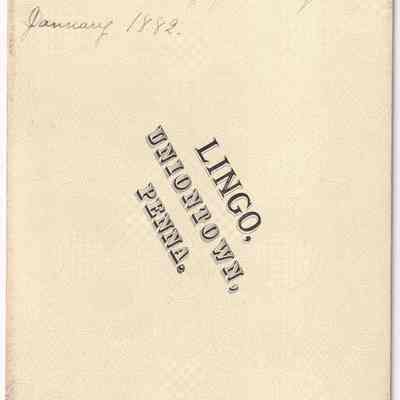 January 1882.
LINGO,
UNIONTOWN,
PENNA.